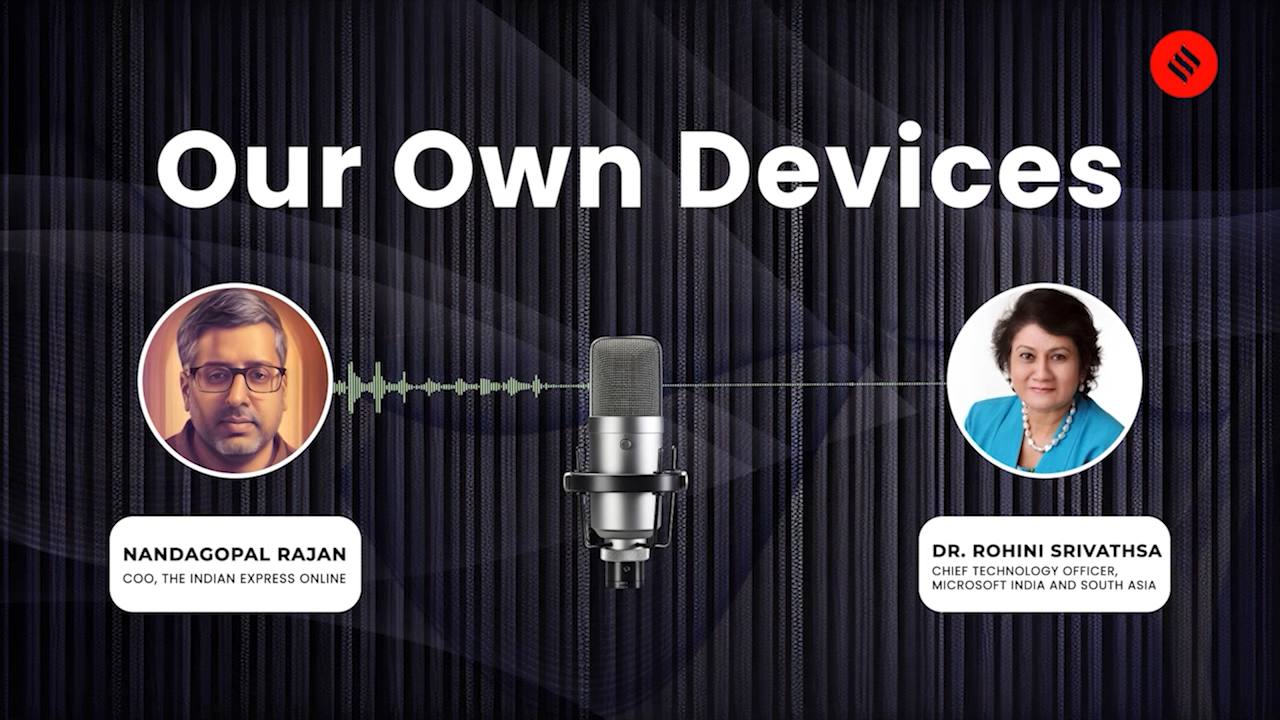 Our Own Devices
NANDAGOPAL RAJAN
COO, THE INDIAN EXPRESS ONLINE
DR. ROHINI SRIVATHSA
CHIEF TECHNOLOGY OFFICER,
MICROSOFT INDIA AND SOUTH ASIA